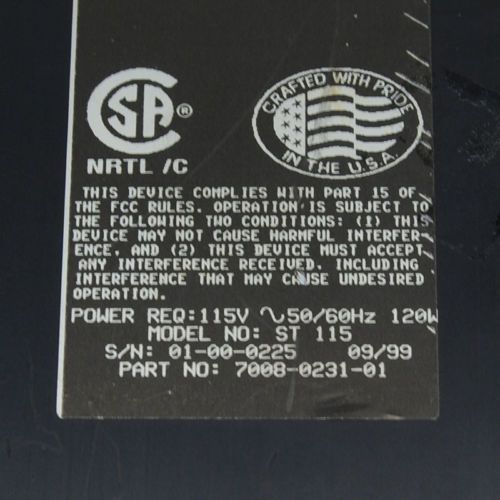 CSA®
NRTL /C
CRAFTED WITH PRIDE
IN THE U.S.A.
THIS DEVICE COMPLIES WITH PART 15 OF
THE FCC RULES. OPERATION IS SUBJECT TO
THE FOLLOWING TWO CONDITIONS: (1) THIS
DEVICE MAY NOT CAUSE HARMFUL INTERFER-
ENCE, AND (2) THIS DEVICE MUST ACCEPT
ANY INTERFERENCE RECEIVED, INCLUDING
INTERFERENCE THAT MAY CAUSE UNDESIRED
OPERATION.
POWER REQ: 115V ∿50/60Hz 120W
MODEL NO: ST 115
S/N: 01-00-0225 09/99
PART NO: 7008-0231-01